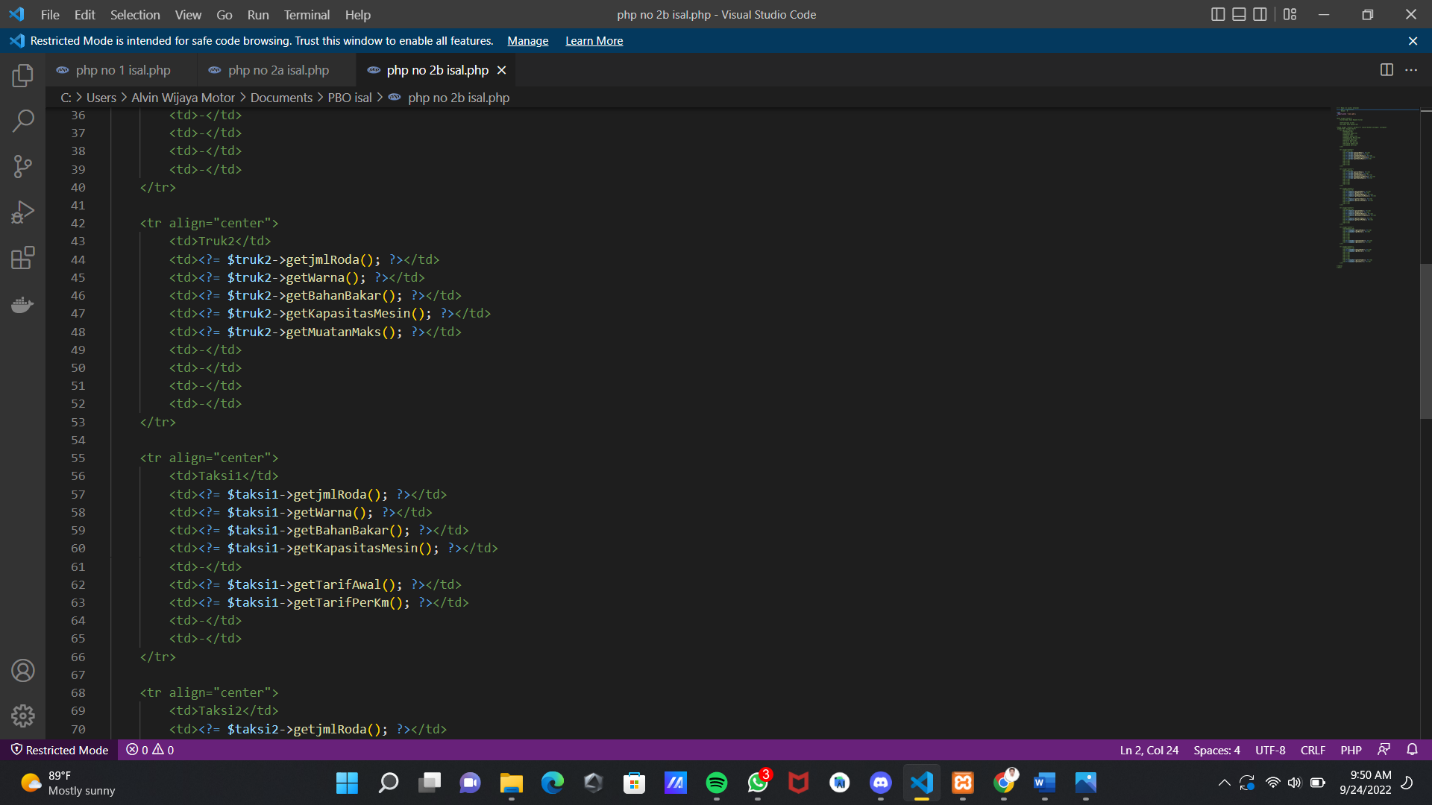 File Edit Selection View Go Run Terminal Help
php no 2b isal.php - Visual Studio Code
Restricted Mode is intended for safe code browsing. Trust this window to enable all features. Manage Learn More
php no 1 isal.php php no 2a isal.php php no 2b isal.php
C: > Users > Alvin Wijaya Motor > Documents > PBO isal > php no 2b isal.php
36 <td>-</td>
37 <td>-</td>
38 <td>-</td>
39 <td>-</td>
40 </tr>
41
42 <tr align="center">
43 <td>Truk2</td>
44 <td><?= $truk2->getjmlRoda(); ?></td>
45 <td><?= $truk2->getWarna(); ?></td>
46 <td><?= $truk2->getBahanBakar(); ?></td>
47 <td><?= $truk2->getKapasitasMesin(); ?></td>
48 <td><?= $truk2->getMuatanMaks(); ?></td>
49 <td>-</td>
50 <td>-</td>
51 <td>-</td>
52 <td>-</td>
53 </tr>
54
55 <tr align="center">
56 <td>Taksi1</td>
57 <td><?= $taksi1->getjmlRoda(); ?></td>
58 <td><?= $taksi1->getWarna(); ?></td>
59 <td><?= $taksi1->getBahanBakar(); ?></td>
60 <td><?= $taksi1->getKapasitasMesin(); ?></td>
61 <td>-</td>
62 <td><?= $taksi1->getTarifAwal(); ?></td>
63 <td><?= $taksi1->getTarifPerKm(); ?></td>
64 <td>-</td>
65 <td>-</td>
66 </tr>
67
68 <tr align="center">
69 <td>Taksi2</td>
70 <td><?= $taksi2->getjmlRoda(); ?></td>
Restricted Mode 0 0 Ln 2, Col 24 Spaces: 4 UTF-8 CRLF PHP
89°F
Mostly sunny
3
9:50 AM
9/24/2022